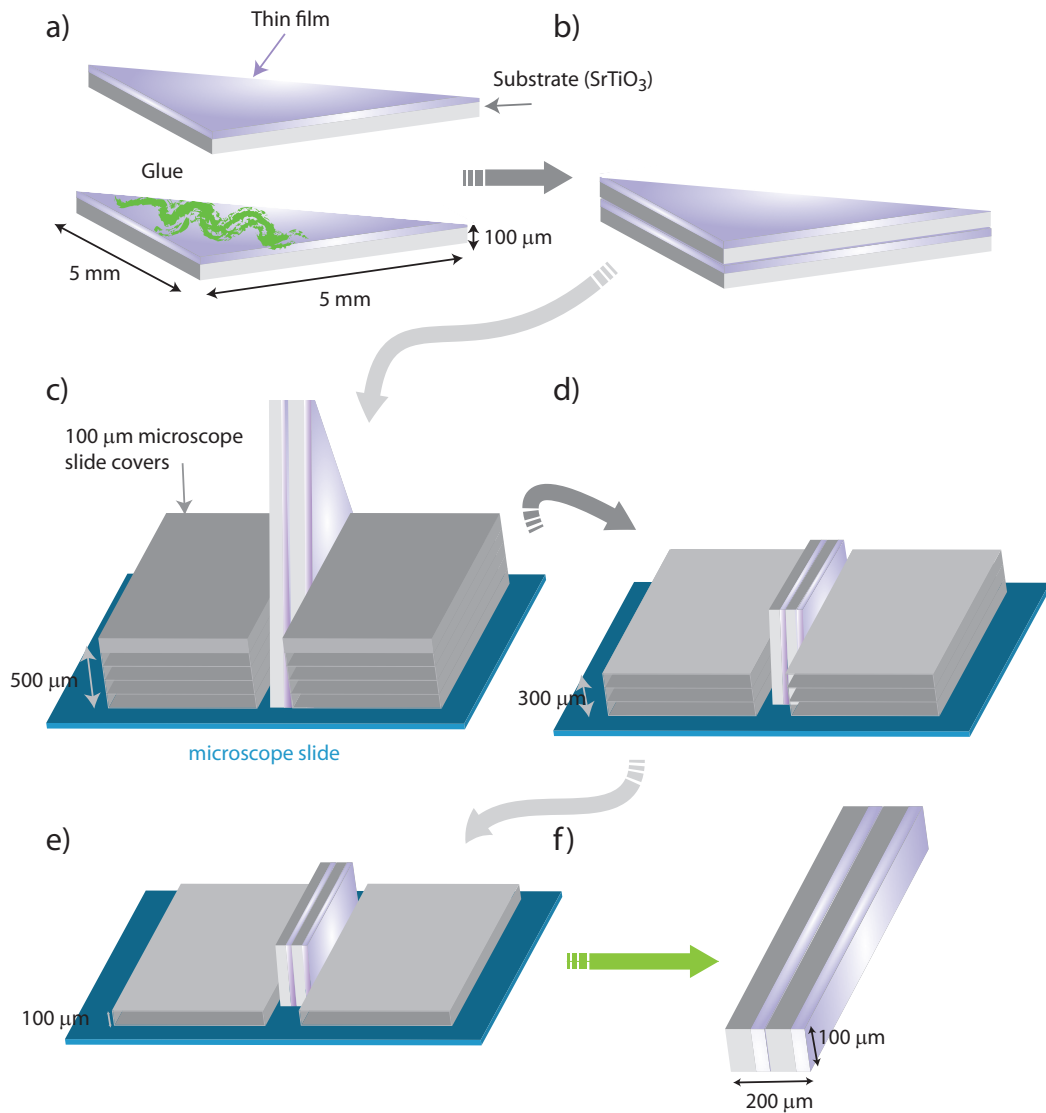 a)
Thin film
b)
Substrate (SrTiO₃)
Glue
100 μm
5 mm
5 mm
c)
d)
100 μm microscope
slide covers
500 μm
300 μm
microscope slide
e)
f)
100 μm
100 μm
200 μm